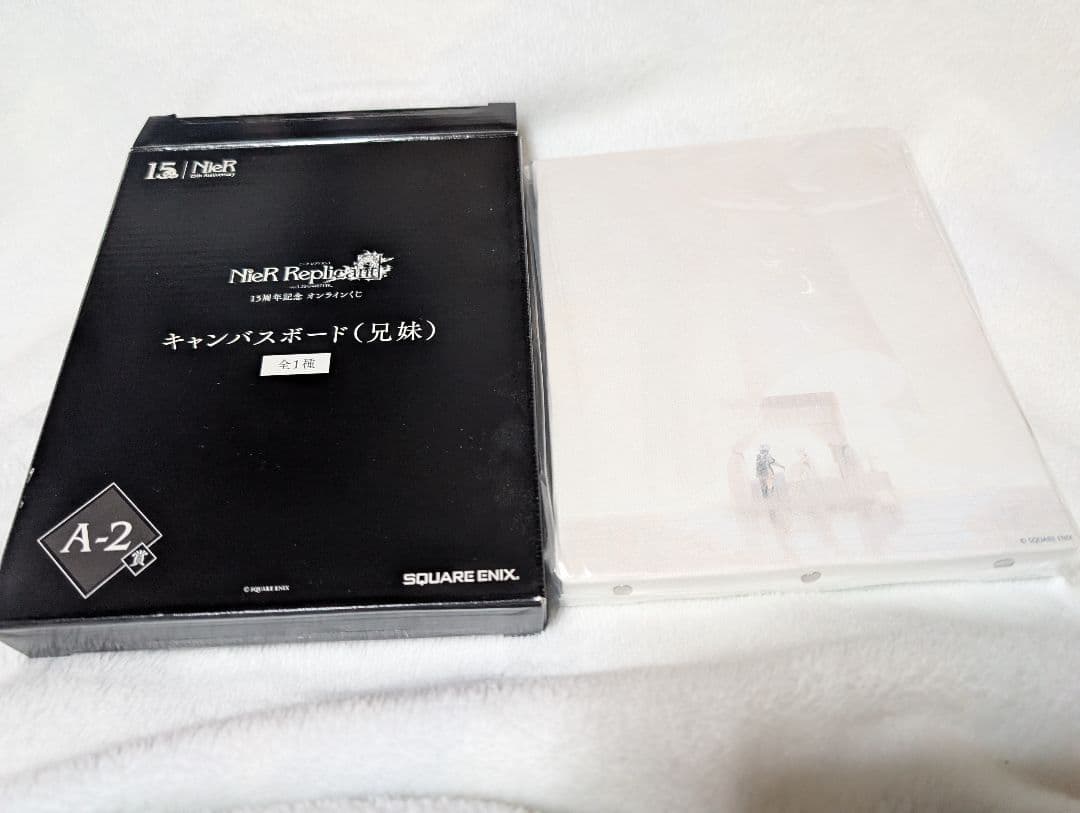 15 | NieR
15th Anniversary
NieR Replicant
15周年記念 オンラインくじ
キャンバスボード(兄妹)
全1種
A-2
賞
© SQUARE ENIX
SQUARE ENIX.
© SQUARE ENIX